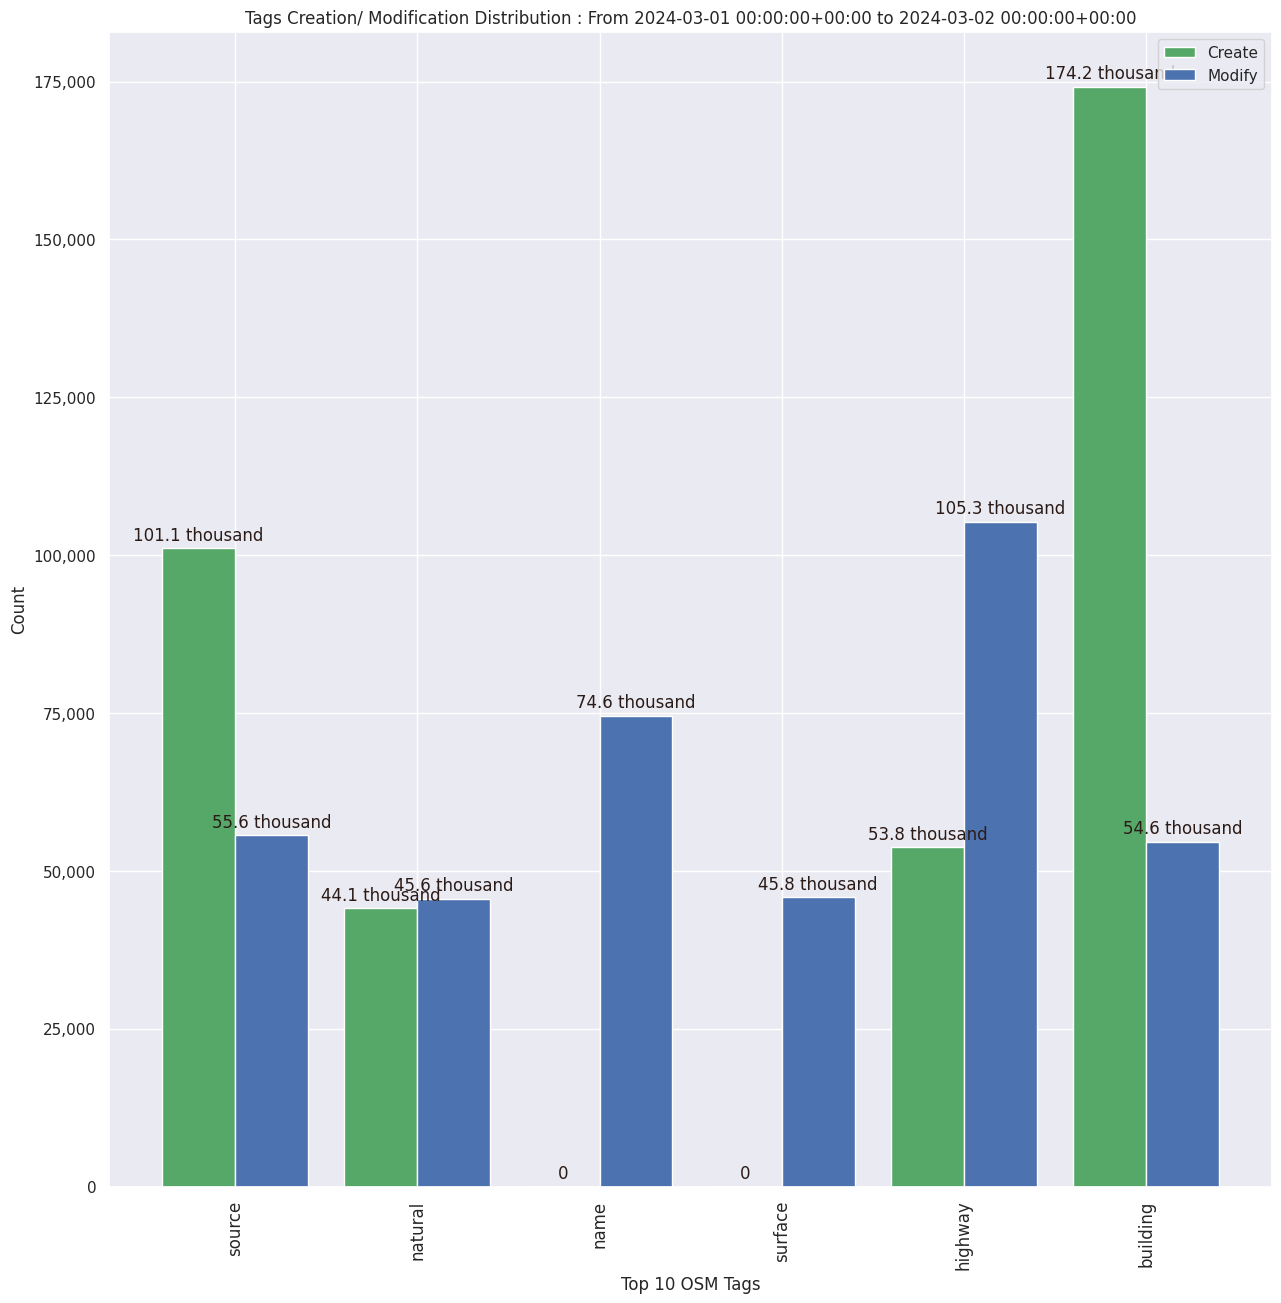 Tags Creation/ Modification Distribution : From 2024-03-01 00:00:00+00:00 to 2024-03-02 00:00:00+00:00
Create
Modify
175,000
150,000
125,000
100,000
75,000
50,000
25,000
0
Count
101.1 thousand
55.6 thousand
44.1 thousand
45.6 thousand
0
74.6 thousand
0
45.8 thousand
53.8 thousand
105.3 thousand
174.2 thousand
54.6 thousand
source
natural
name
surface
highway
building
Top 10 OSM Tags